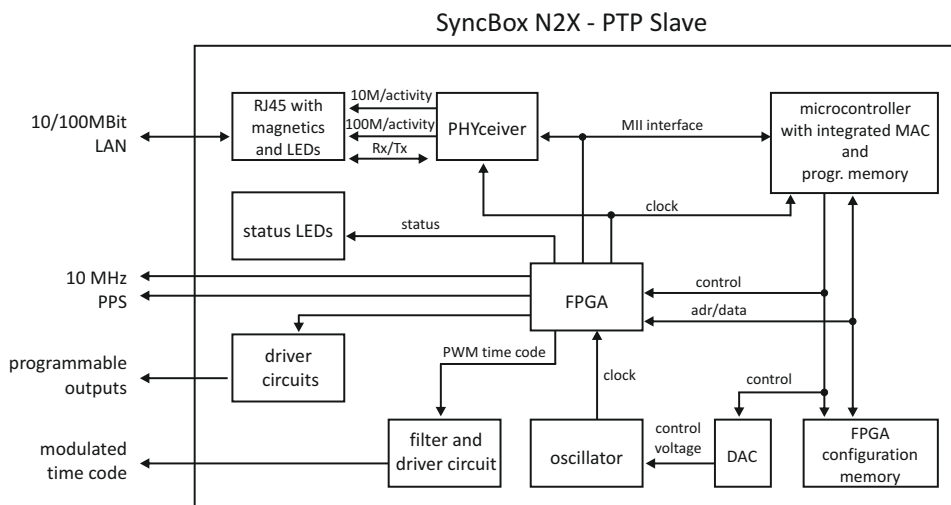 SyncBox N2X - PTP Slave
10/100MBit
LAN
RJ45 with
magnetics
and LEDs
10M/activity
100M/activity
Rx/Tx
PHYceiver
MII interface
microcontroller
with integrated MAC
and
progr. memory
clock
status LEDs
status
10 MHz
PPS
FPGA
control
adr/data
programmable
outputs
driver
circuits
PWM time code
clock
control
modulated
time code
filter and
driver circuit
oscillator
control
voltage
DAC
FPGA
configuration
memory